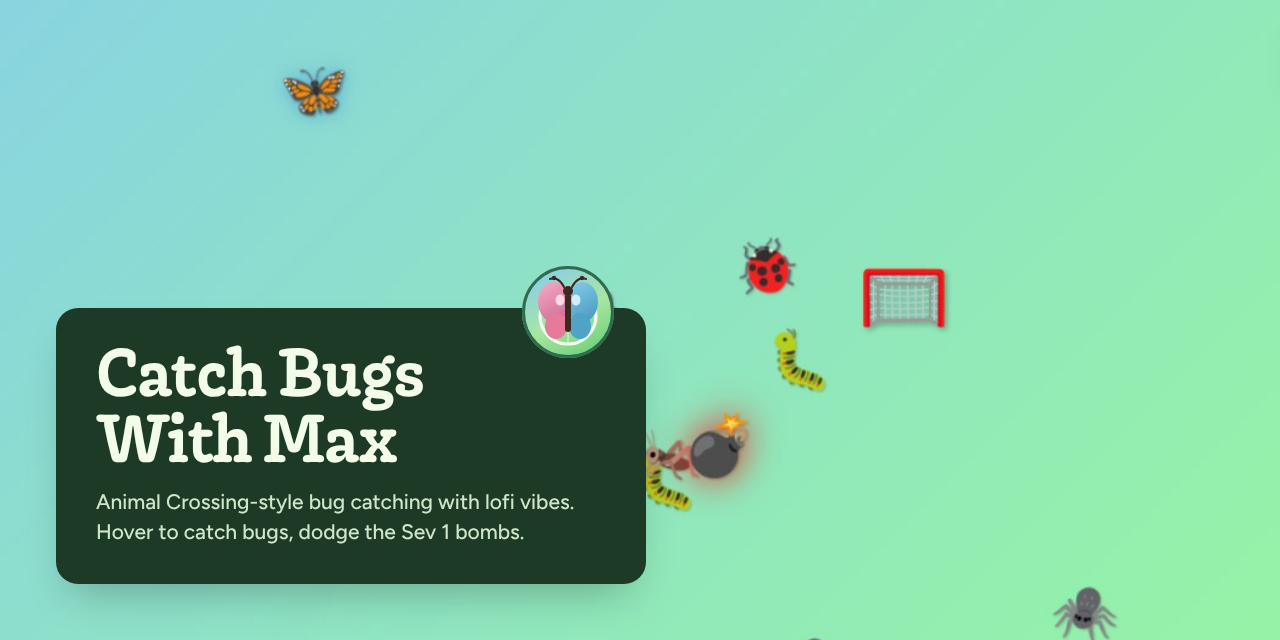 Catch Bugs
With Max
Animal Crossing-style bug catching with lofi vibes.
Hover to catch bugs, dodge the Sev 1 bombs.